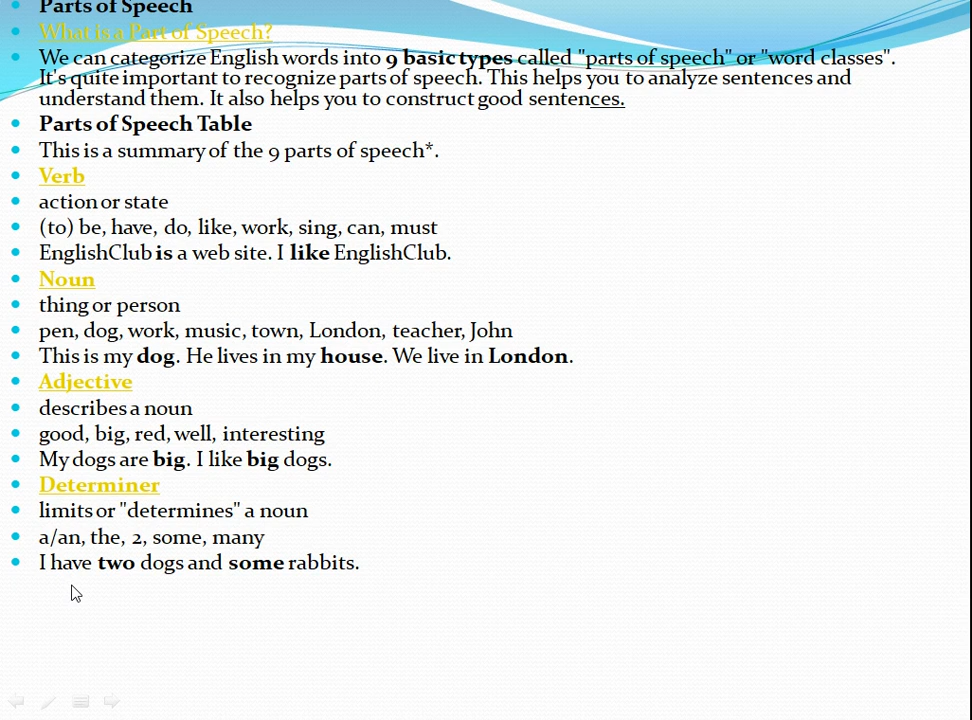 Parts of Speech
What is a Part of Speech?
We can categorize English words into 9 basic types called "parts of speech" or "word classes".
It's quite important to recognize parts of speech. This helps you to analyze sentences and
understand them. It also helps you to construct good sentences.
Parts of Speech Table
This is a summary of the 9 parts of speech*.
Verb
action or state
(to) be, have, do, like, work, sing, can, must
EnglishClub is a web site. I like EnglishClub.
Noun
thing or person
pen, dog, work, music, town, London, teacher, John
This is my dog. He lives in my house. We live in London.
Adjective
describes a noun
good, big, red, well, interesting
My dogs are big. I like big dogs.
Determiner
limits or "determines" a noun
a/an, the, 2, some, many
I have two dogs and some rabbits.